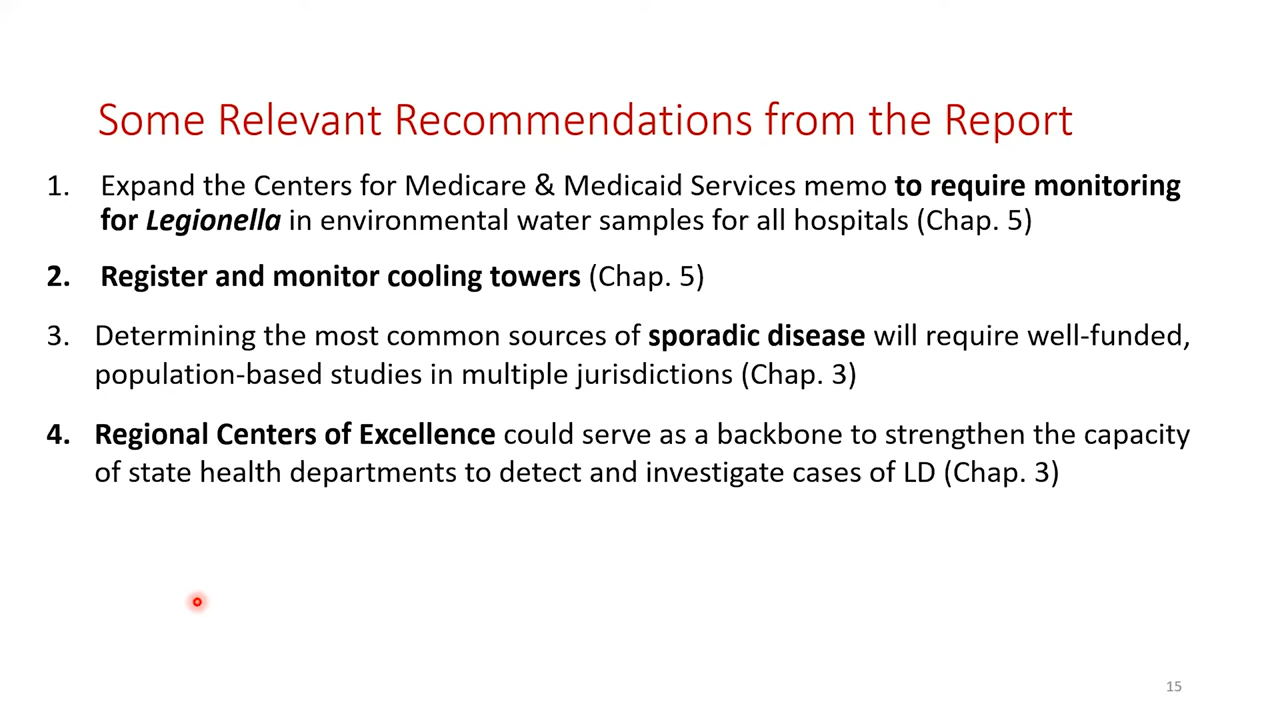 Some Relevant Recommendations from the Report
1. Expand the Centers for Medicare & Medicaid Services memo to require monitoring
for Legionella in environmental water samples for all hospitals (Chap. 5)
2. Register and monitor cooling towers (Chap. 5)
3. Determining the most common sources of sporadic disease will require well-funded,
population-based studies in multiple jurisdictions (Chap. 3)
4. Regional Centers of Excellence could serve as a backbone to strengthen the capacity
of state health departments to detect and investigate cases of LD (Chap. 3)
15